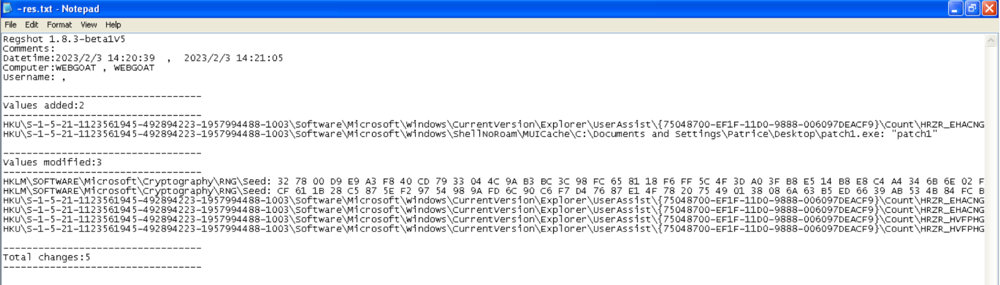 ~res.txt - Notepad
File Edit Format View Help
Regshot 1.8.3-beta1V5
Comments:
Datetime:2023/2/3 14:20:39  ,  2023/2/3 14:21:05
Computer:WEBGOAT , WEBGOAT
Username: ,
----------------------------------
Values added:2
----------------------------------
HKU\S-1-5-21-1123561945-492894223-1957994488-1003\Software\Microsoft\Windows\CurrentVersion\Explorer\UserAssist\{75048700-EF1F-11D0-9888-006097DEACF9}\Count\HRZR_EHACNG
HKU\S-1-5-21-1123561945-492894223-1957994488-1003\Software\Microsoft\Windows\ShellNoRoam\MUICache\C:\Documents and Settings\Patrice\Desktop\patch1.exe: "patch1"
----------------------------------
Values modified:3
----------------------------------
HKLM\SOFTWARE\Microsoft\Cryptography\RNG\Seed: 32 78 00 D9 E9 A3 F8 40 CD 79 33 04 4C 9A B3 BC 3C 98 FC 65 81 18 F6 FF 5C 4F 3D A0 3F B8 E5 14 B8 E8 C4 A4 34 6B 6E 02 F
HKLM\SOFTWARE\Microsoft\Cryptography\RNG\Seed: CF 61 1B 28 C5 87 5E F2 97 54 98 9A FD 6C 90 C6 F7 D4 76 87 E1 4F 78 20 75 49 01 38 08 6A 63 B5 ED 66 39 AB 53 4B 84 FC B
HKU\S-1-5-21-1123561945-492894223-1957994488-1003\Software\Microsoft\Windows\CurrentVersion\Explorer\UserAssist\{75048700-EF1F-11D0-9888-006097DEACF9}\Count\HRZR_EHACNG
HKU\S-1-5-21-1123561945-492894223-1957994488-1003\Software\Microsoft\Windows\CurrentVersion\Explorer\UserAssist\{75048700-EF1F-11D0-9888-006097DEACF9}\Count\HRZR_EHACNG
HKU\S-1-5-21-1123561945-492894223-1957994488-1003\Software\Microsoft\Windows\CurrentVersion\Explorer\UserAssist\{75048700-EF1F-11D0-9888-006097DEACF9}\Count\HRZR_HVFPHG
HKU\S-1-5-21-1123561945-492894223-1957994488-1003\Software\Microsoft\Windows\CurrentVersion\Explorer\UserAssist\{75048700-EF1F-11D0-9888-006097DEACF9}\Count\HRZR_HVFPHG
----------------------------------
Total changes:5
----------------------------------